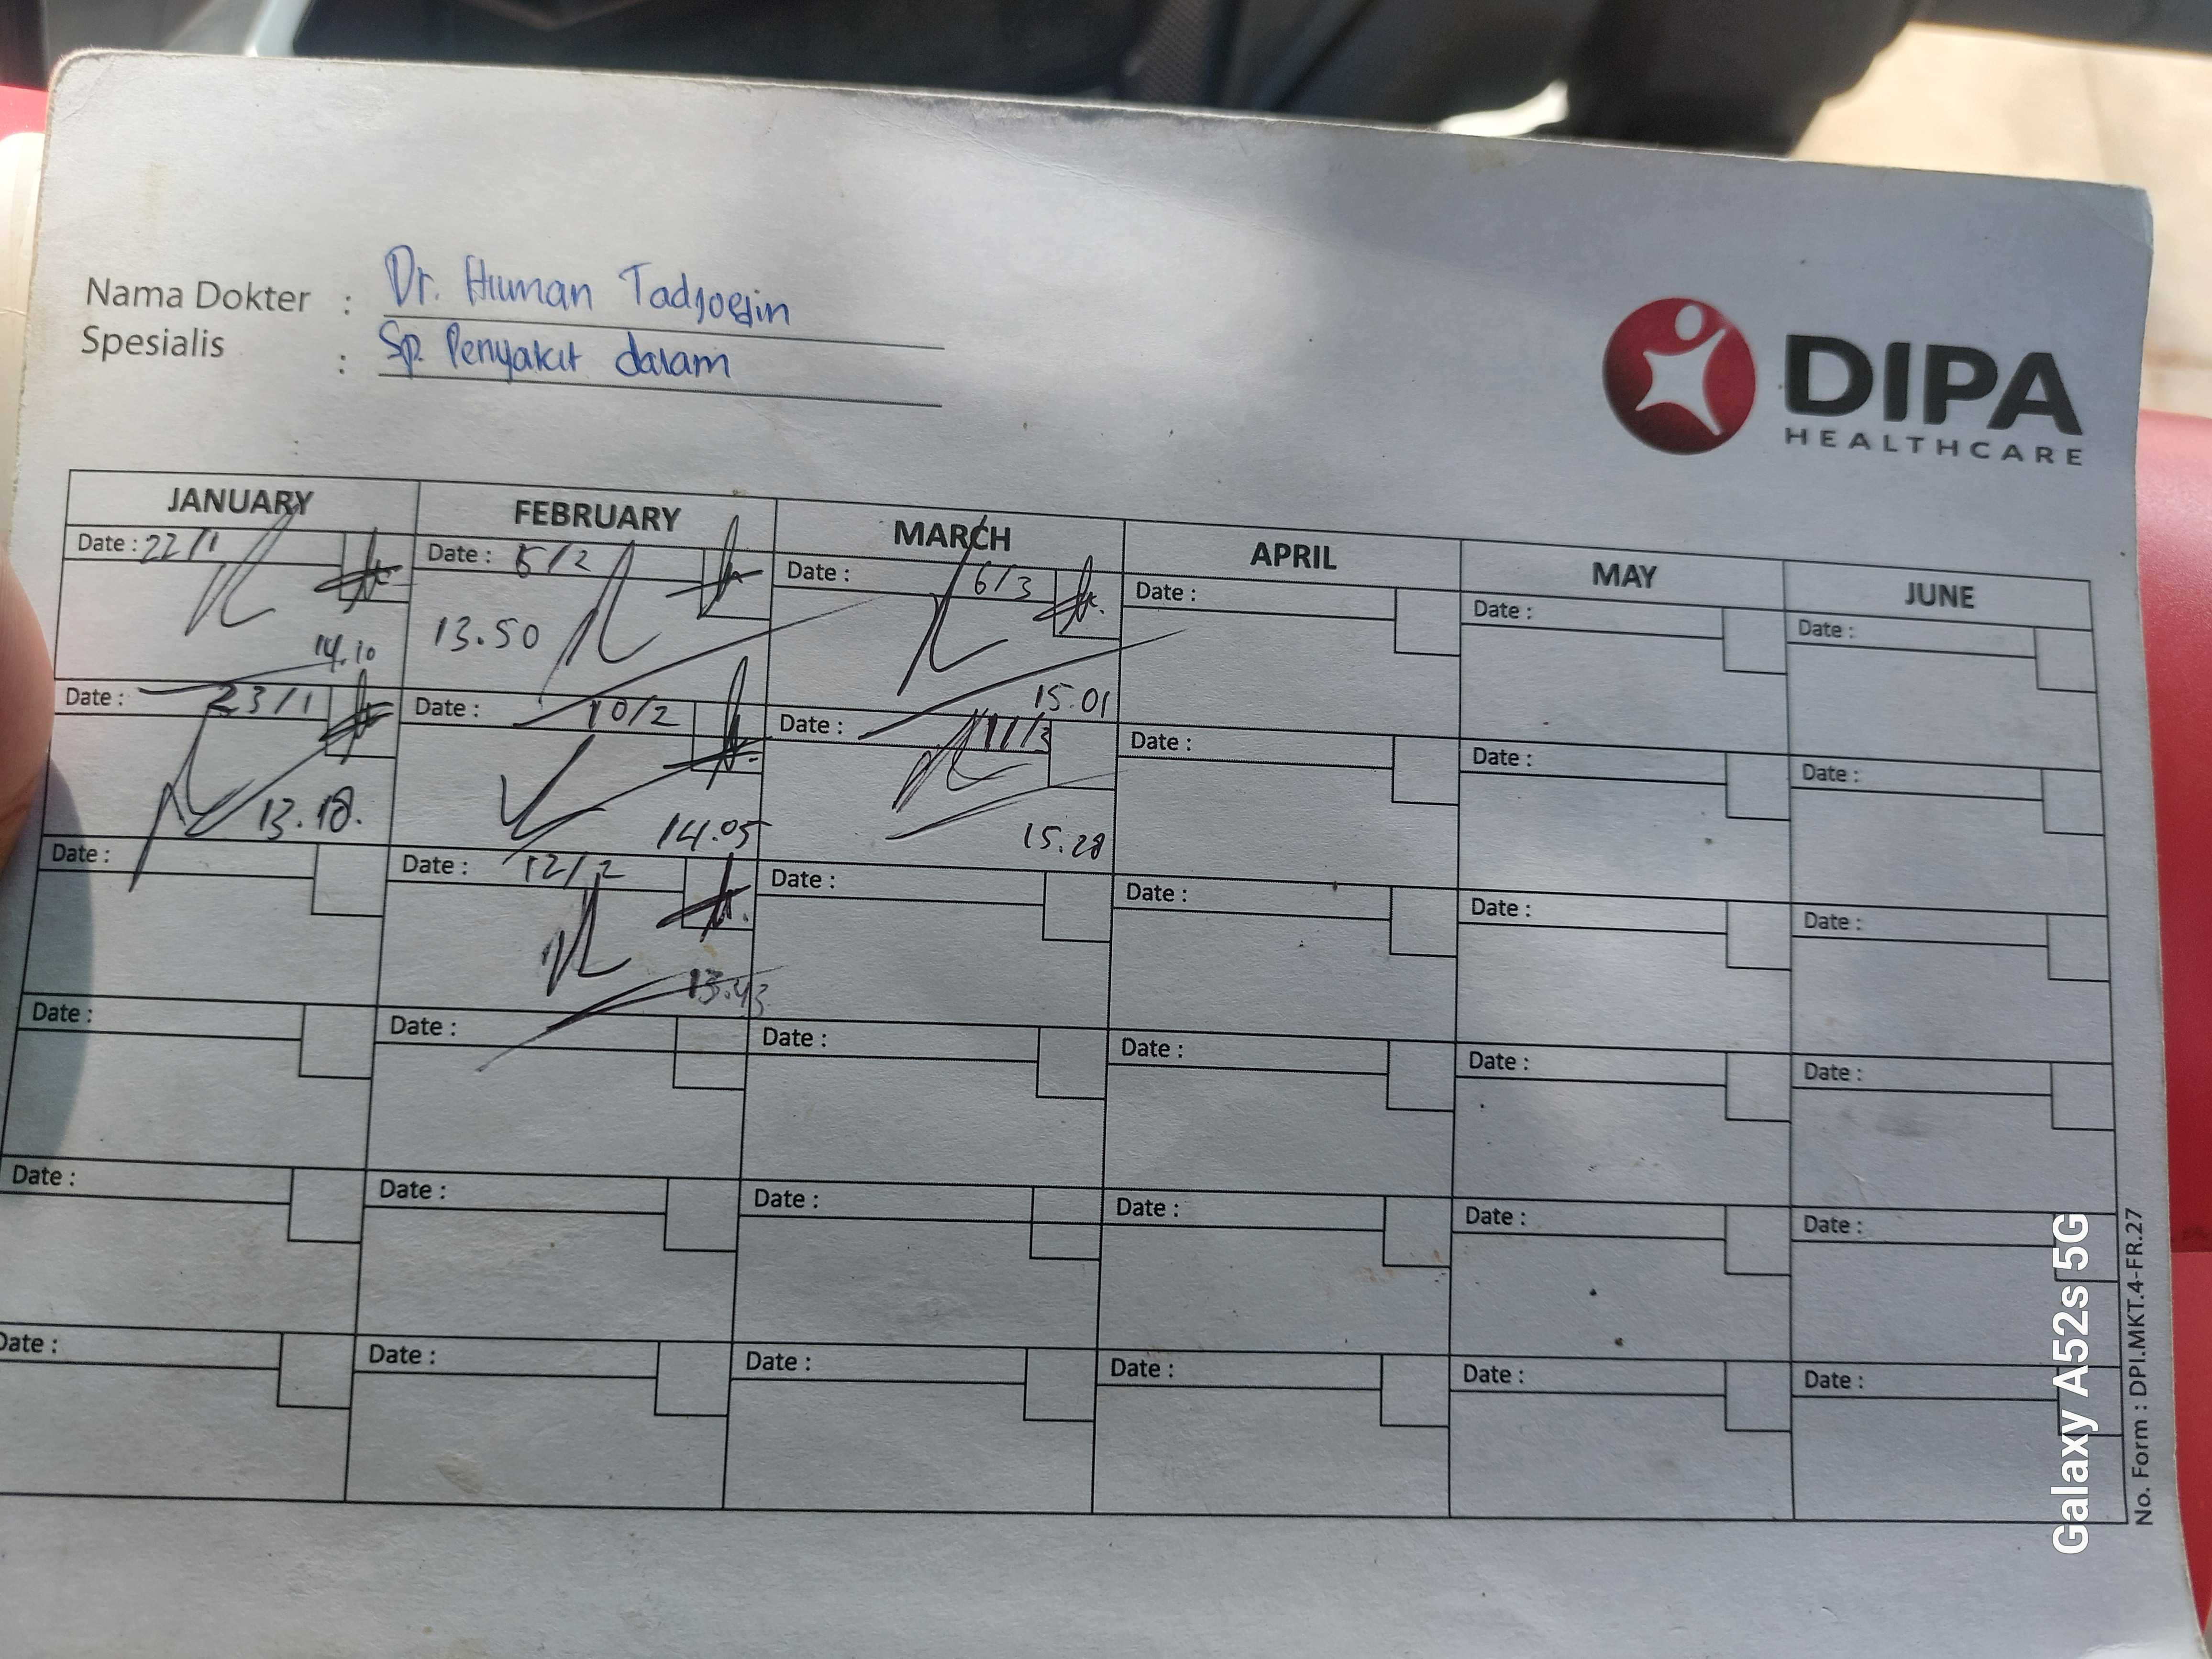 Nama Dokter : Dr. Human Tadjoedin
Spesialis : Sp. Penyakit dalam
DIPA
HEALTHCARE
JANUARY FEBRUARY MARCH APRIL MAY JUNE
Date : 22/1 Date : 5/2 Date : 6/3 Date : Date : Date :
14.10 13.50 15.01
Date : 23/1 Date : 10/2 Date : 11/3 Date : Date : Date :
13.18. 14.05 15.28
Date : Date : 12/2 Date : Date : Date : Date :
13.43
Date : Date : Date : Date : Date : Date :
Date : Date : Date : Date : Date : Date :
Date : Date : Date : Date : Date : Date :
No. Form : DPI.MKT.4-FR.27
Galaxy A52s 5G